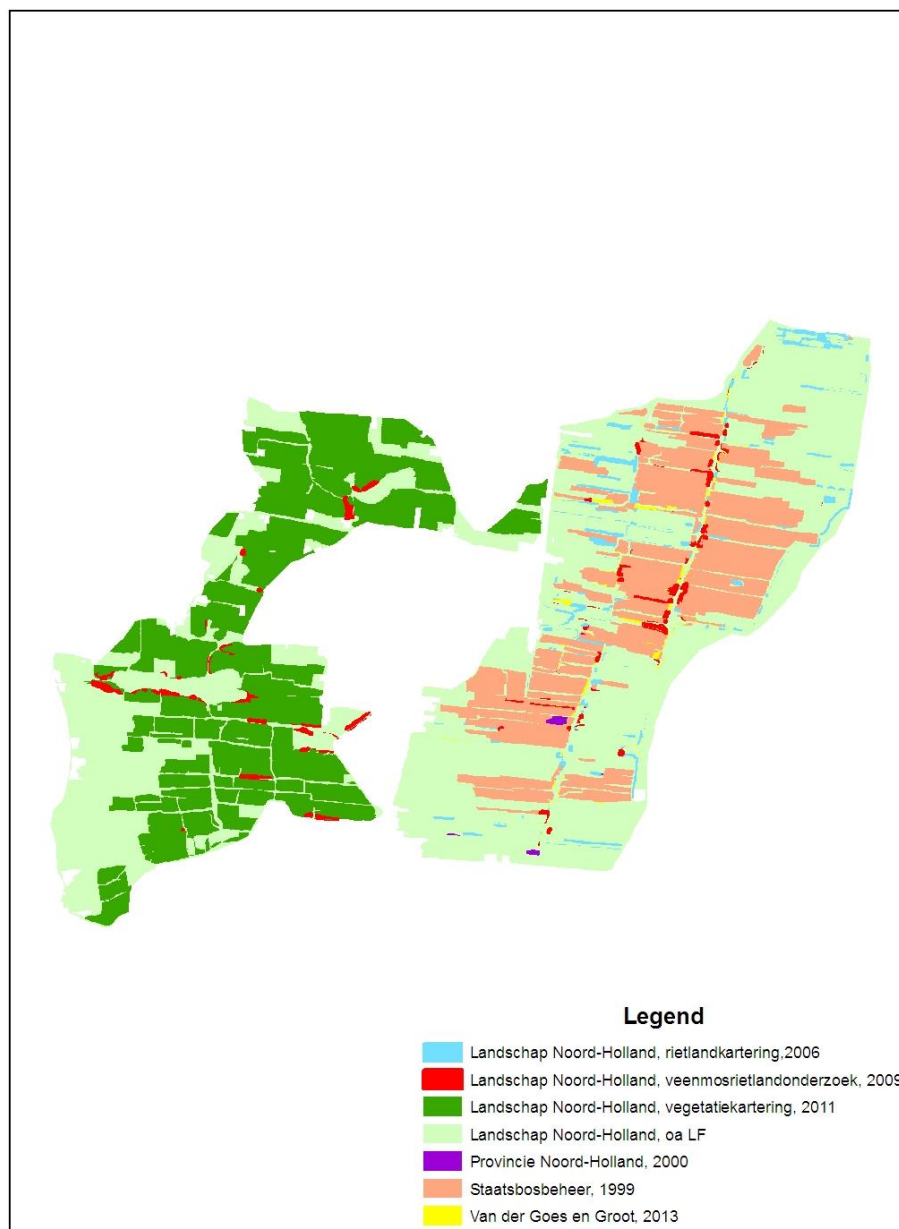 Legend
Landschap Noord-Holland, rietlandkartering,2006
Landschap Noord-Holland, veenmosrietlandonderzoek, 2009
Landschap Noord-Holland, vegetatiekartering, 2011
Landschap Noord-Holland, oa LF
Provincie Noord-Holland, 2000
Staatsbosbeheer, 1999
Van der Goes en Groot, 2013